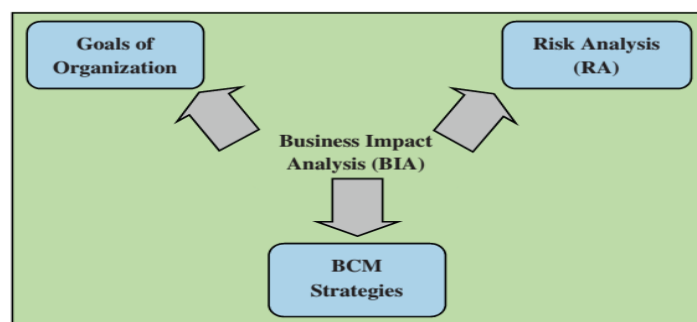 Goals of
Organization
Risk Analysis
(RA)
Business Impact
Analysis (BIA)
BCM
Strategies